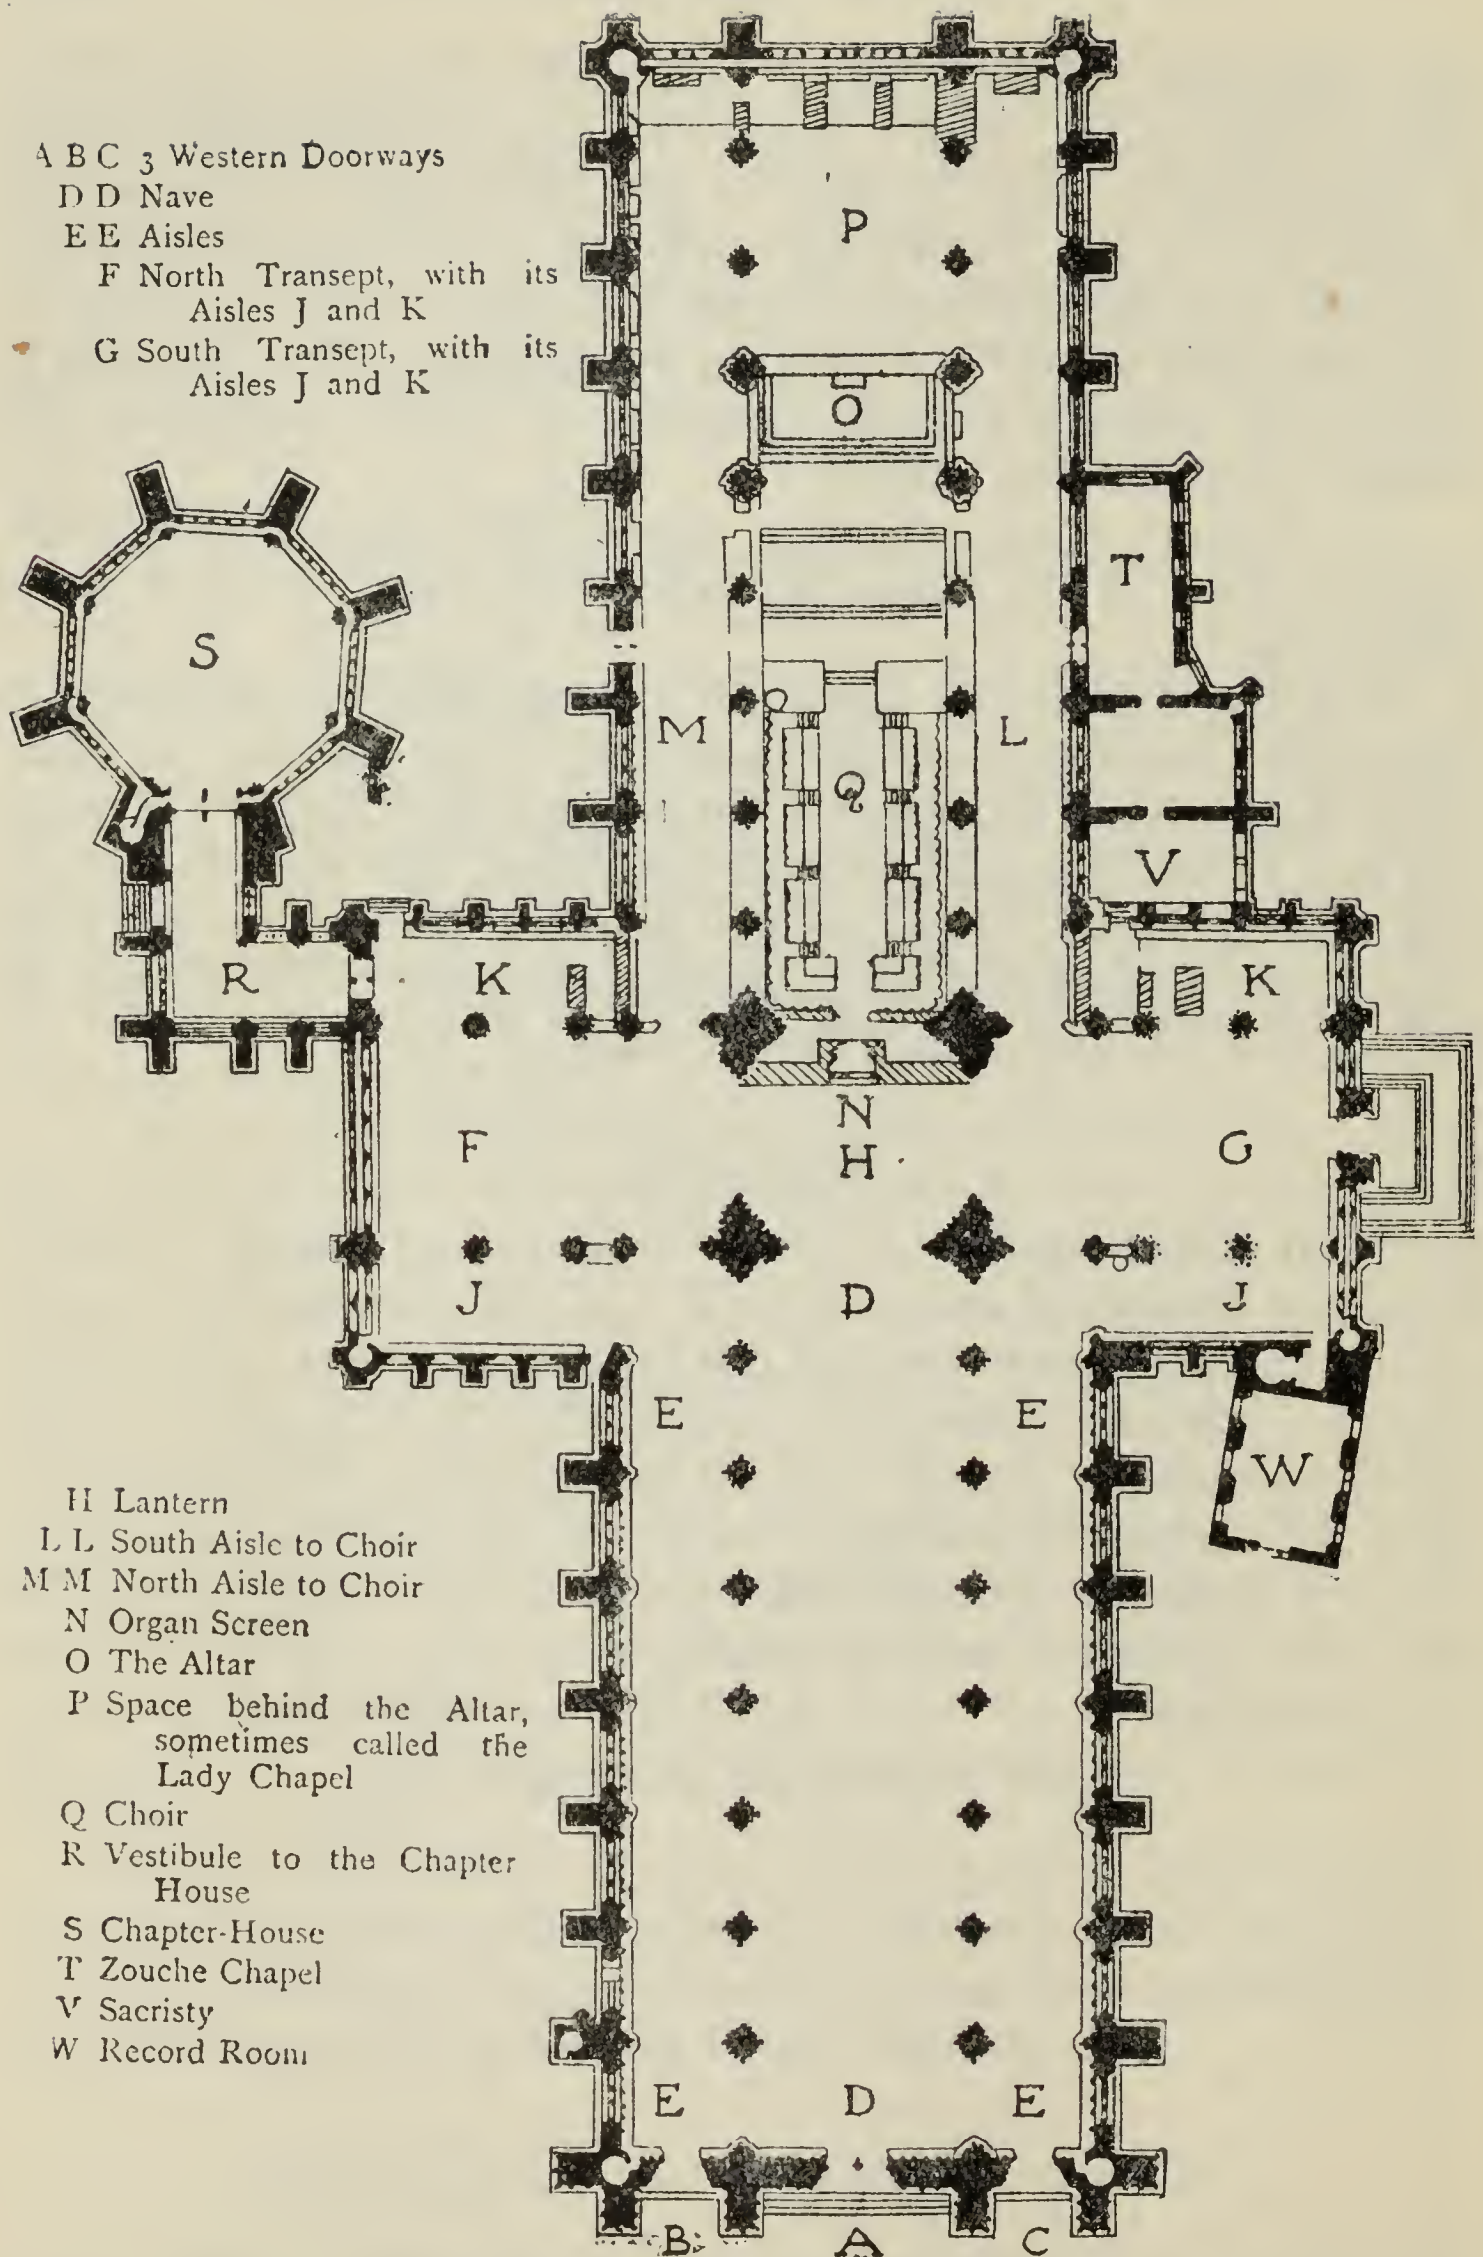 A B C 3 Western Doorways
D D Nave
E E Aisles
F North Transept, with its
Aisles J and K
G South Transept, with its
Aisles J and K
P
O
T
S
M
L
Q
V
R
K
K
N
F
G
H
J
D
J
E
E
W
H Lantern
L L South Aisle to Choir
M M North Aisle to Choir
N Organ Screen
O The Altar
P Space behind the Altar,
sometimes called the
Lady Chapel
Q Choir
R Vestibule to the Chapter
House
S Chapter-House
T Zouche Chapel
V Sacristy
W Record Room
E
D
E
B
A
C